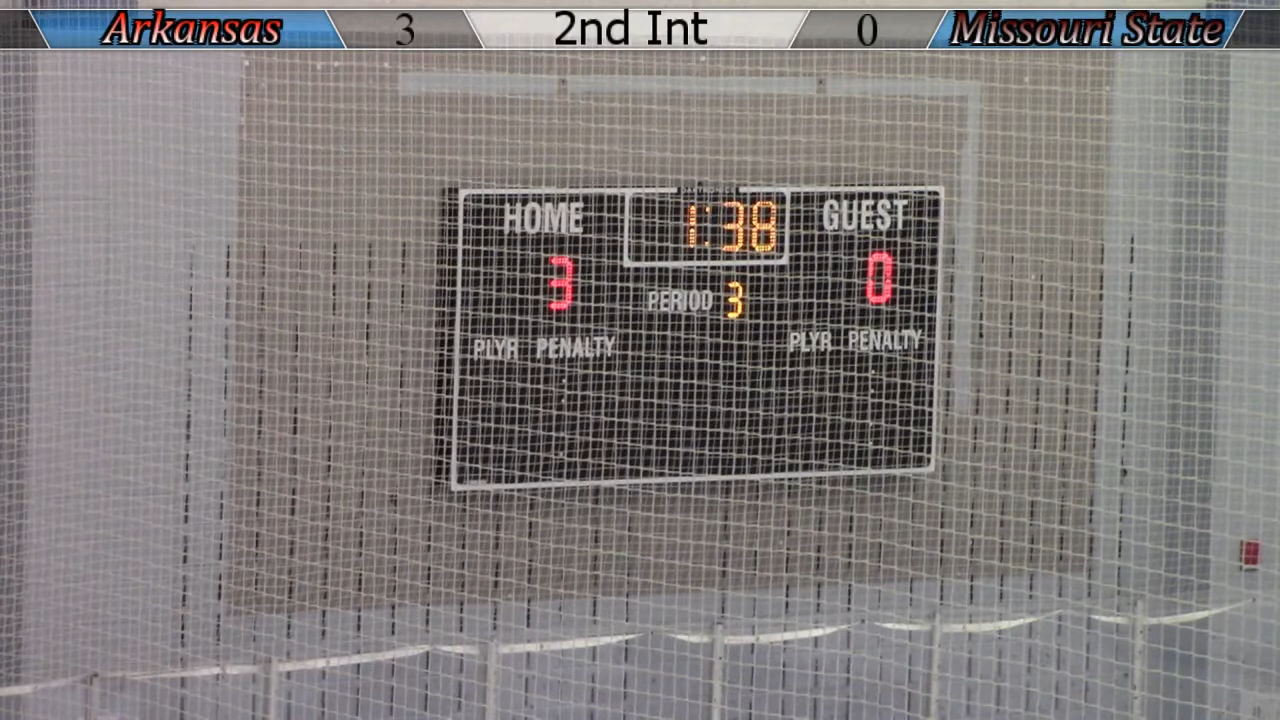 Arkansas 3 2nd Int 0 Missouri State
HOME 1:38 GUEST
3 PERIOD 3 0
PLYR PENALTY PLYR PENALTY